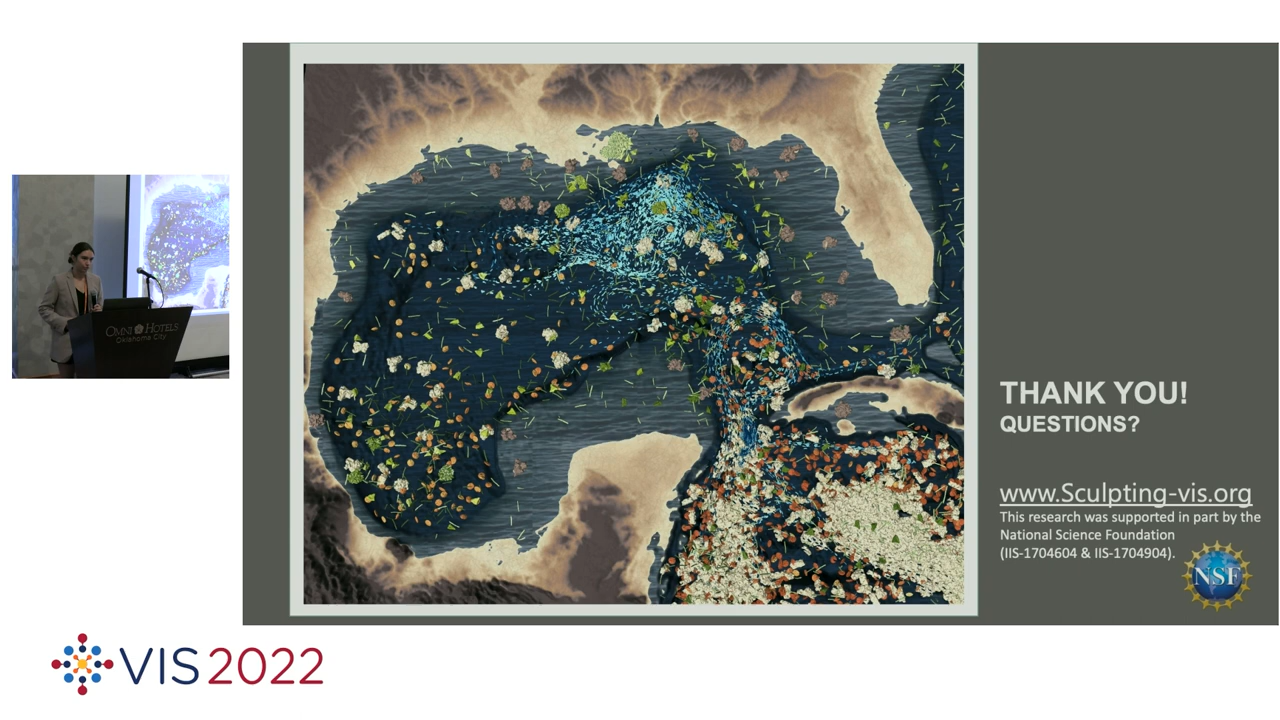 OMNI HOTELS
Oklahoma City
THANK YOU!
QUESTIONS?
www.Sculpting-vis.org
This research was supported in part by the
National Science Foundation
(IIS-1704604 & IIS-1704904).
NSF
VIS2022